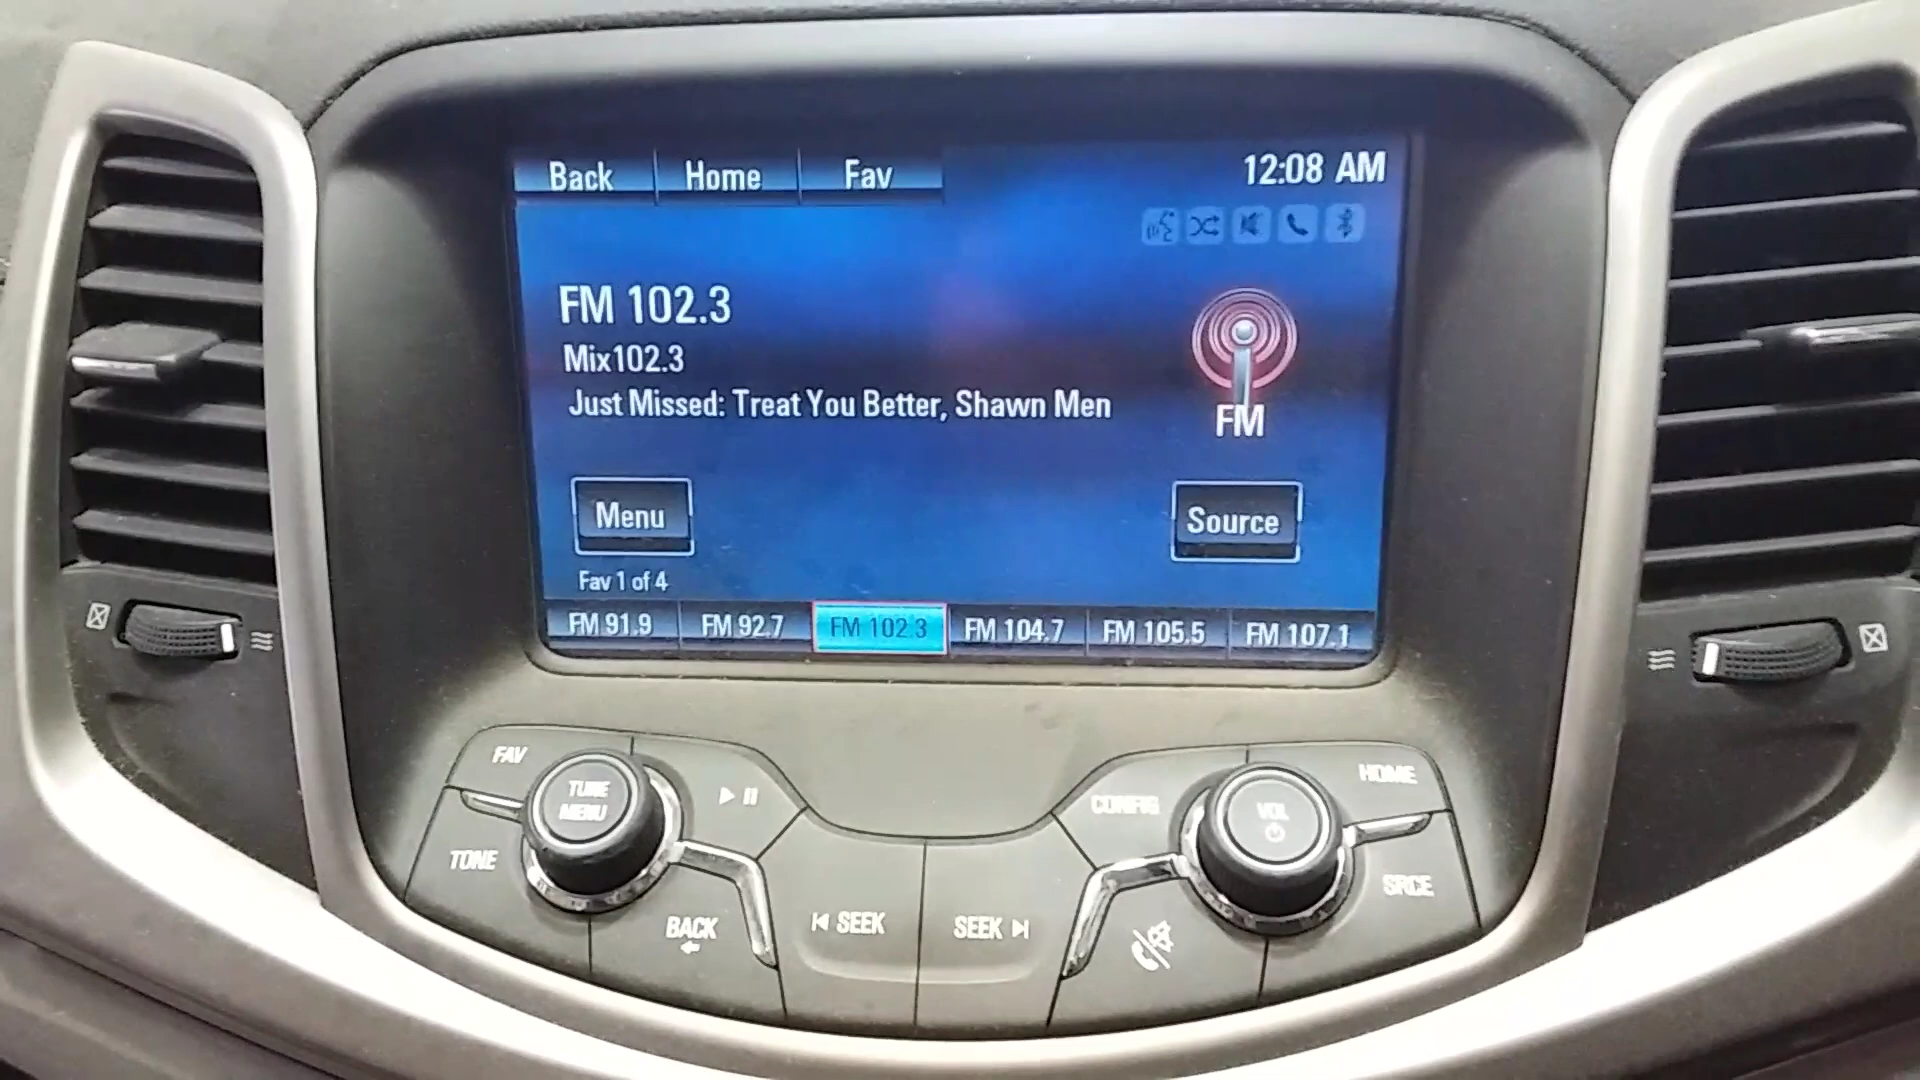 Back Home Fav 12:08 AM
FM 102.3
Mix102.3
Just Missed: Treat You Better, Shawn Men
FM
Menu
Source
Fav 1 of 4
FM 91.9 FM 92.7 FM 102.3 FM 104.7 FM 105.5 FM 107.1
FAV
TUNE
MENU
TONE
BACK
SEEK
SEEK
CONFIG
VOL
HOME
SRCE